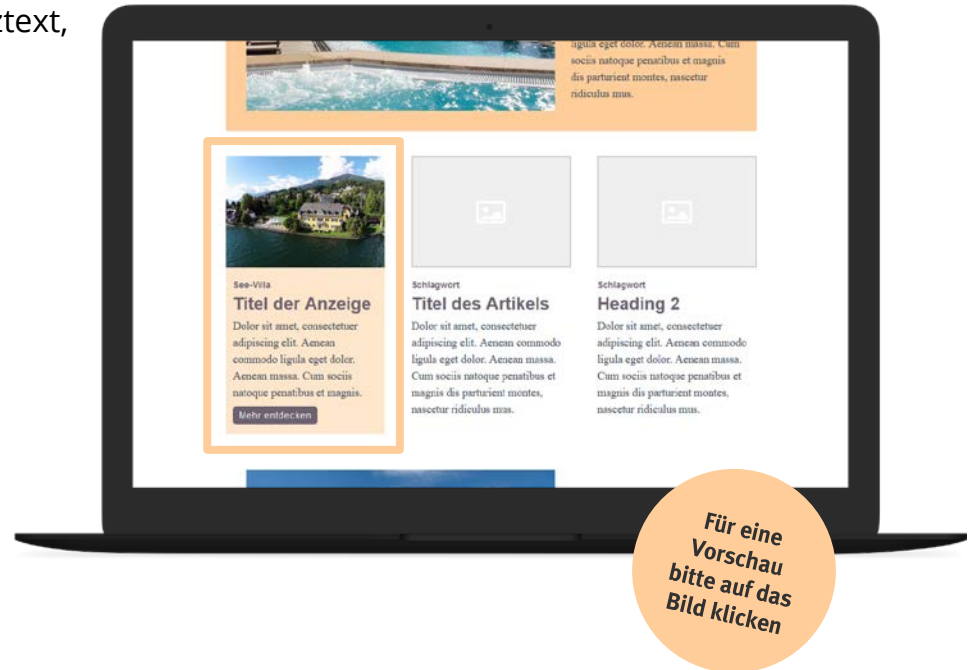 ztext,
ligula eget dolor. Aenean massa. Cum
sociis natoque penatibus et magnis
dis parturient montes, nascetur
ridiculus mus.
See-Villa
Titel der Anzeige
Dolor sit amet, consectetuer
adipiscing elit. Aenean
commodo ligula eget dolor.
Aenean massa. Cum sociis
natoque penatibus et magnis.
Mehr entdecken
Schlagwort
Titel des Artikels
Dolor sit amet, consectetuer
adipiscing elit. Aenean commodo
ligula eget dolor. Aenean massa.
Cum sociis natoque penatibus et
magnis dis parturient montes,
nascetur ridiculus mus.
Schlagwort
Heading 2
Dolor sit amet, consectetuer
adipiscing elit. Aenean commodo
ligula eget dolor. Aenean massa.
Cum sociis natoque penatibus et
magnis dis parturient montes,
nascetur ridiculus mus.
Für eine
Vorschau
bitte auf das
Bild klicken